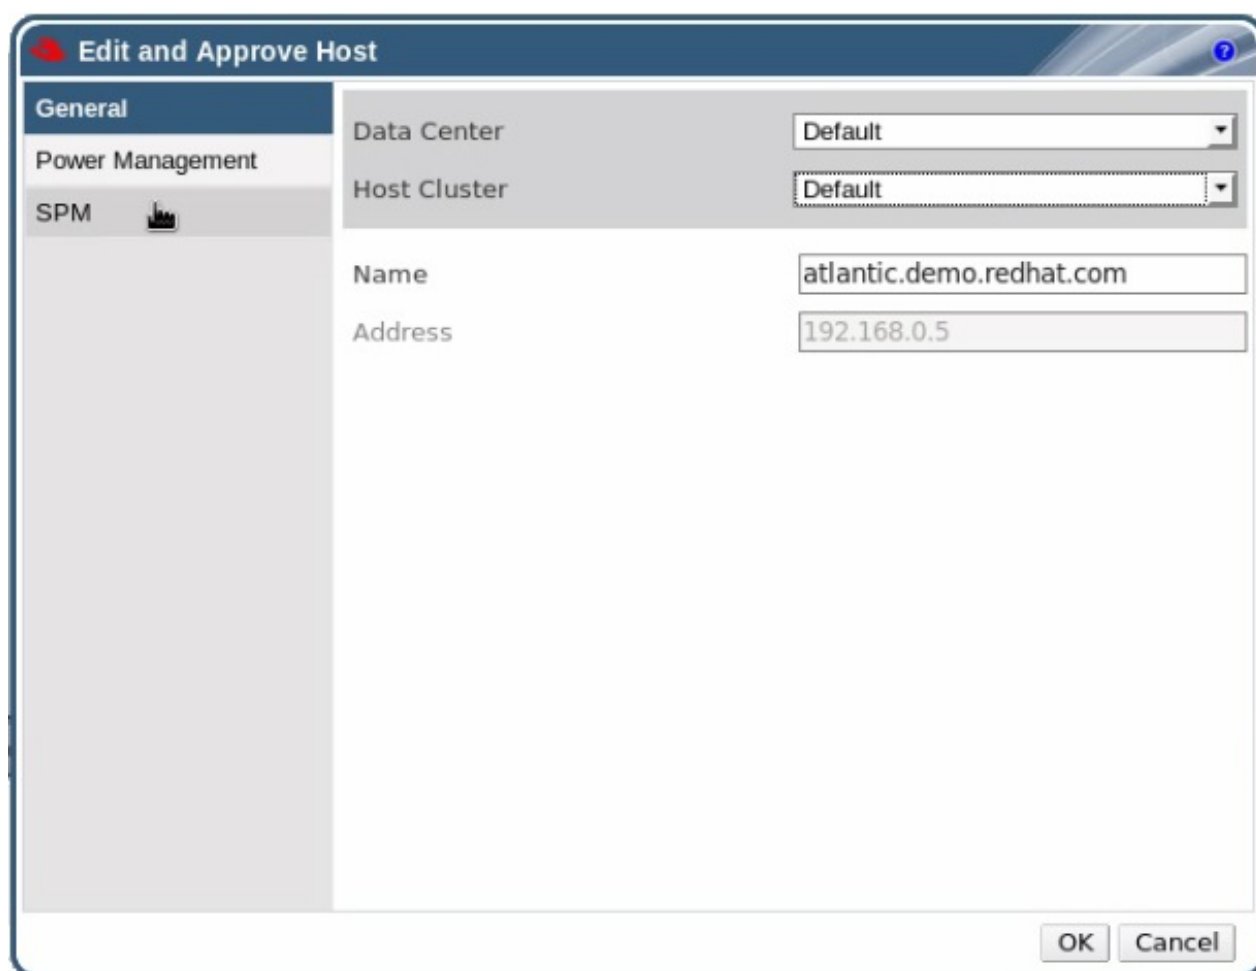 Edit and Approve Host
?
General
Power Management
SPM
Data Center Default
Host Cluster Default
Name atlantic.demo.redhat.com
Address 192.168.0.5
OK Cancel